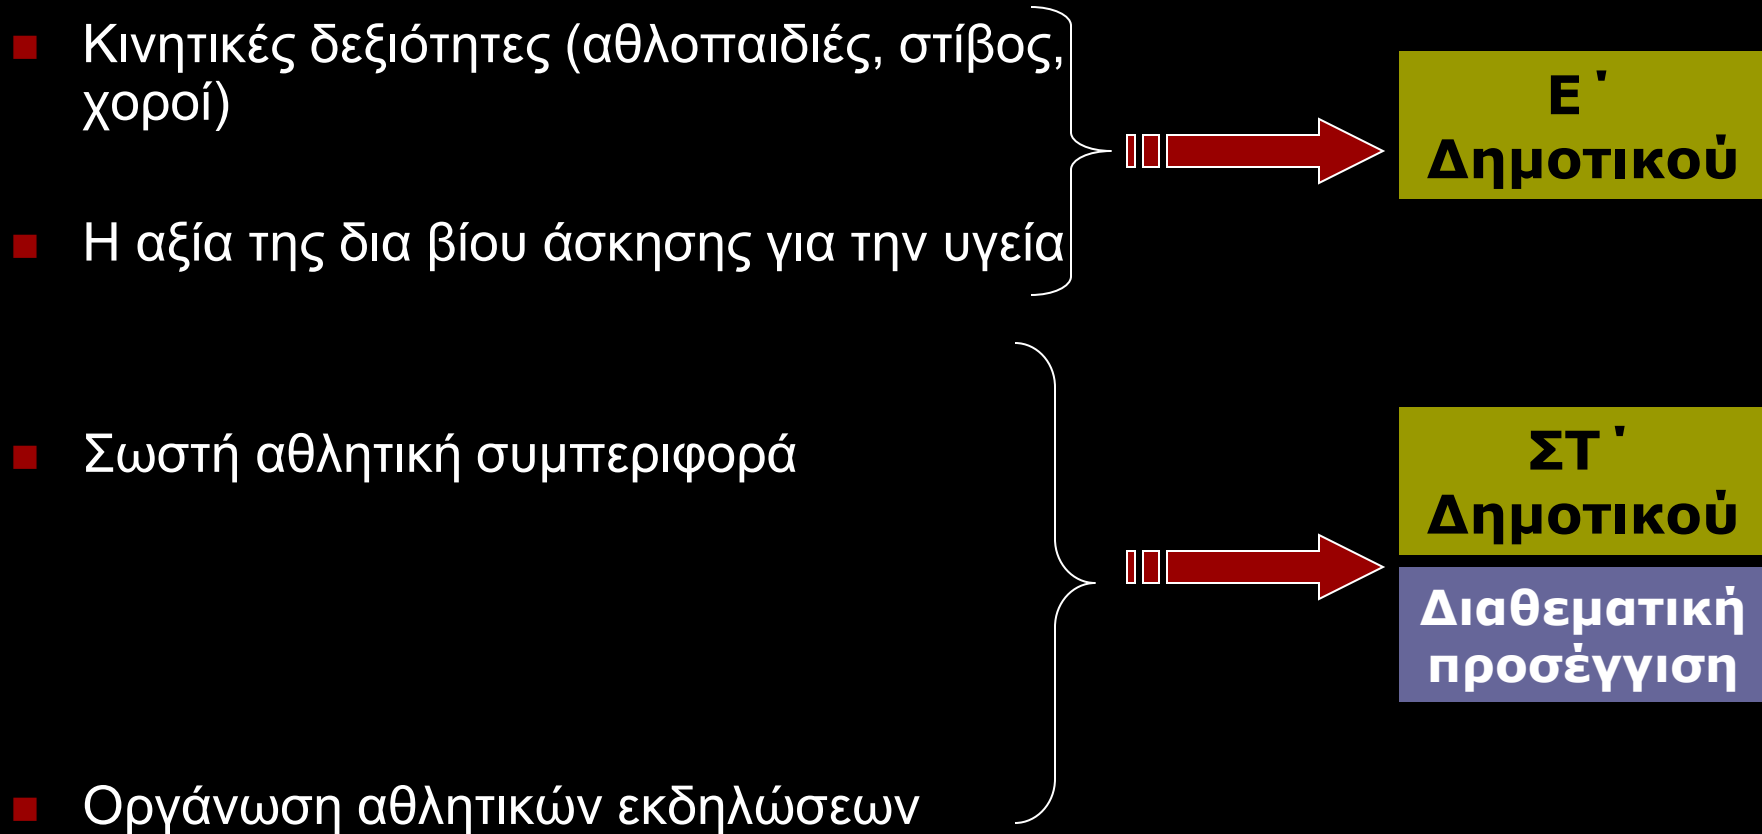 Κινητικές δεξιότητες (αθλοπαιδιές, στίβος,
χοροί)
Η αξία της δια βίου άσκησης για την υγεία
Ε΄
Δημοτικού
Σωστή αθλητική συμπεριφορά
ΣΤ΄
Δημοτικού
Διαθεματική
προσέγγιση
Οργάνωση αθλητικών εκδηλώσεων